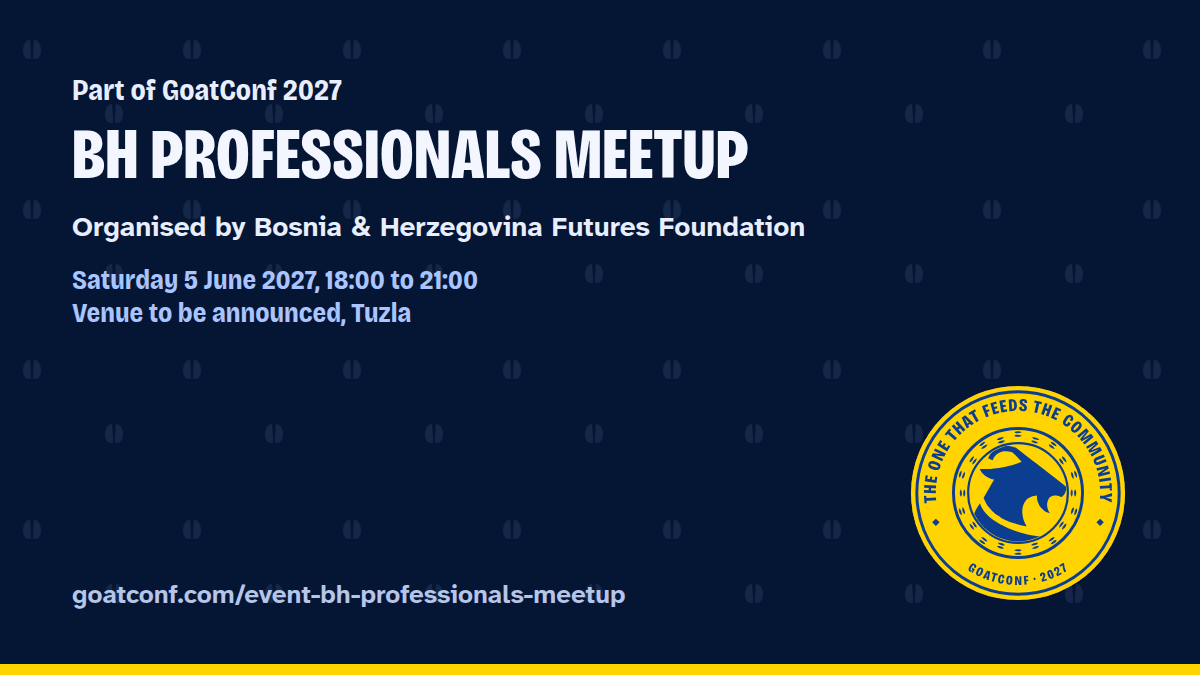 Part of GoatConf 2027
BH PROFESSIONALS MEETUP
Organised by Bosnia & Herzegovina Futures Foundation
Saturday 5 June 2027, 18:00 to 21:00
Venue to be announced, Tuzla
THE ONE THAT FEEDS THE COMMUNITY
GOATCONF · 2027
goatconf.com/event-bh-professionals-meetup